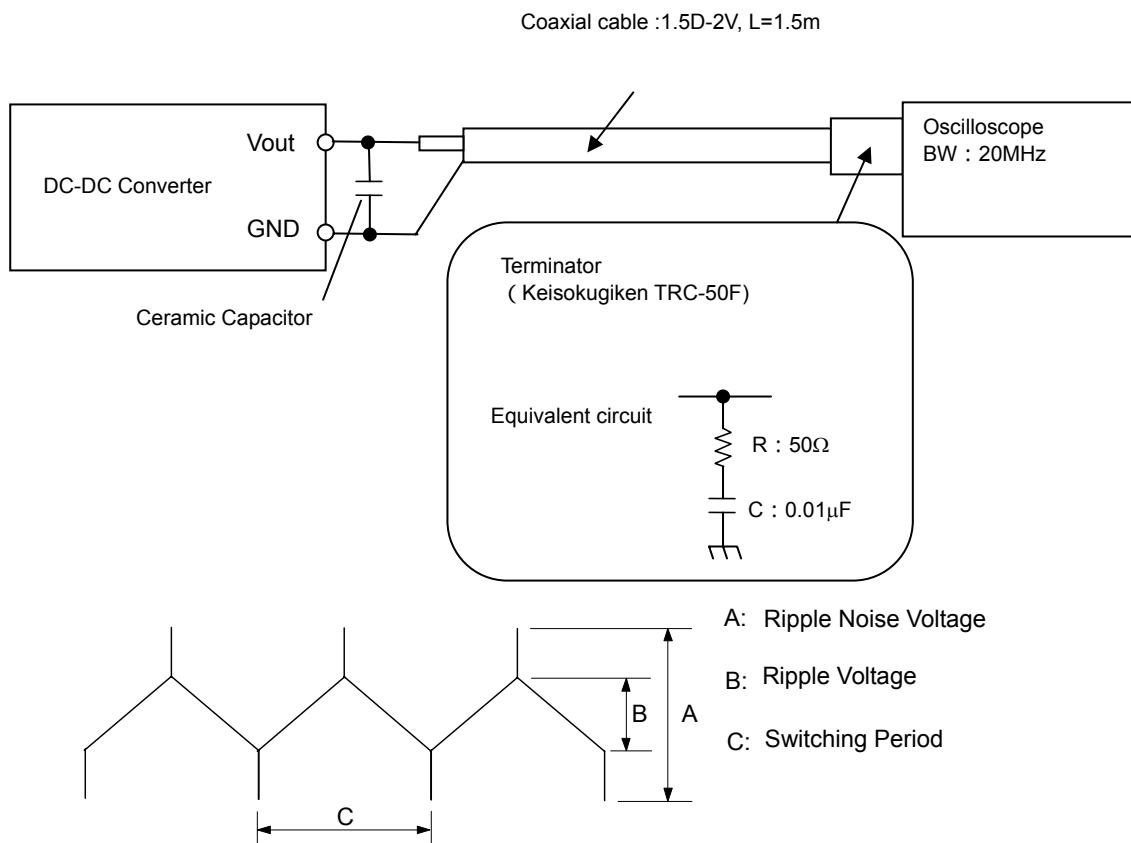 Coaxial cable :1.5D-2V, L=1.5m
Vout
DC-DC Converter
GND
Ceramic Capacitor
Oscilloscope
BW : 20MHz
Terminator
( Keisokugiken TRC-50F)
Equivalent circuit
R : 50Ω
C : 0.01μF
A: Ripple Noise Voltage
B: Ripple Voltage
C: Switching Period
B
A
C